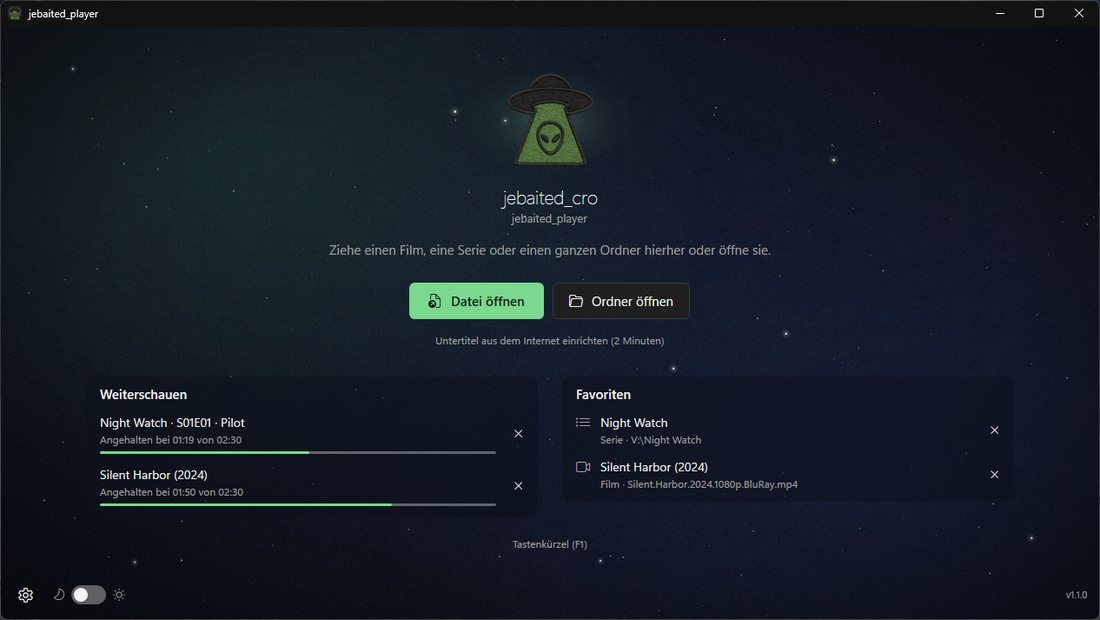 jebaited_player
jebaited_cro
jebaited_player
Ziehe einen Film, eine Serie oder einen ganzen Ordner hierher oder öffne sie.
Datei öffnen
Ordner öffnen
Untertitel aus dem Internet einrichten (2 Minuten)
Weiterschauen
Night Watch · S01E01 · Pilot
Angehalten bei 01:19 von 02:30
Silent Harbor (2024)
Angehalten bei 01:50 von 02:30
Favoriten
Night Watch
Serie · V:\Night Watch
Silent Harbor (2024)
Film · Silent.Harbor.2024.1080p.BluRay.mp4
Tastenkürzel (F1)
v1.1.0